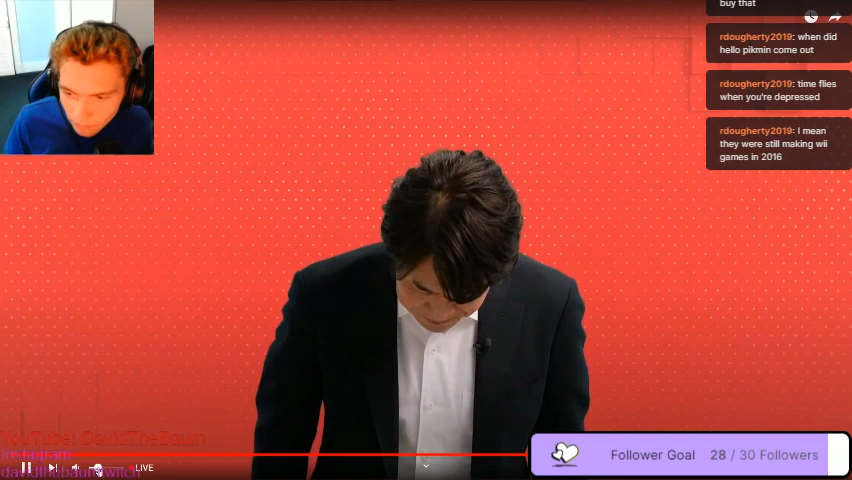 buy that
rdougherty2019: when did
hello pikmin come out
rdougherty2019: time flies
when you're depressed
rdougherty2019: I mean
they were still making wii
games in 2016
YouTube: DavidTheBaum
Instagram
davidthebaumtwitch
LIVE
Follower Goal 28 / 30 Followers